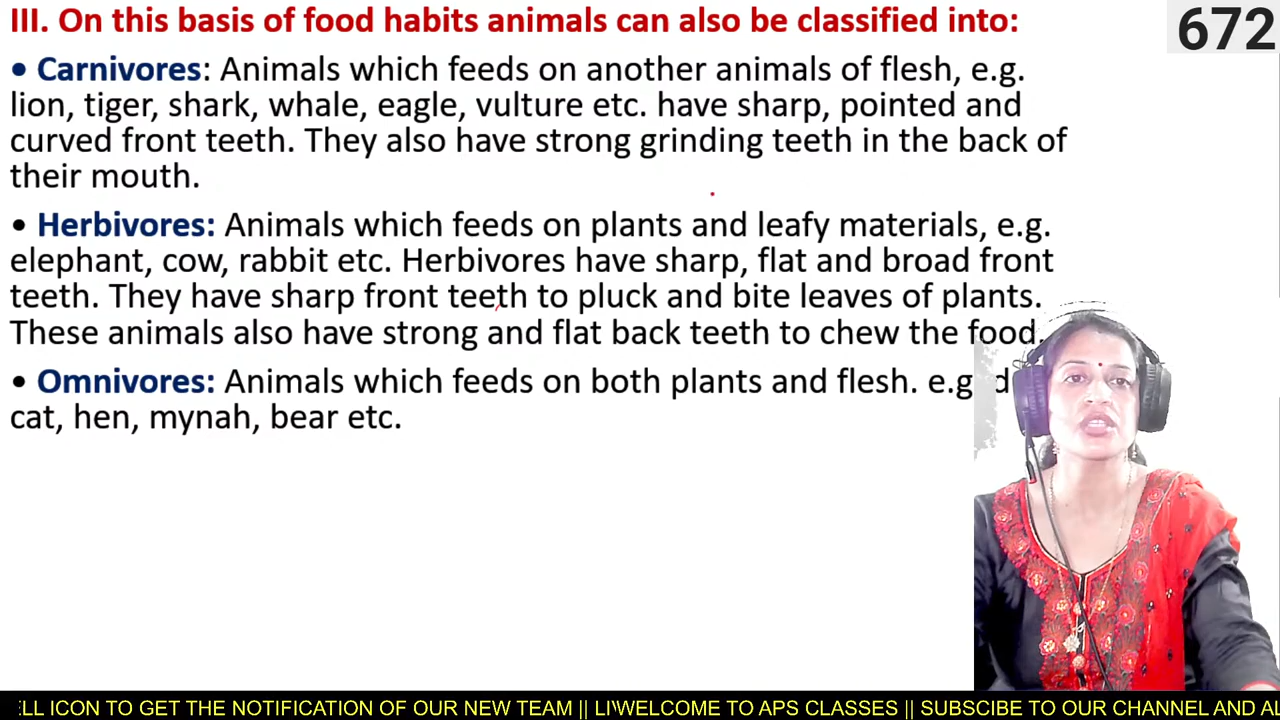 III. On this basis of food habits animals can also be classified into:
672
• Carnivores: Animals which feeds on another animals of flesh, e.g.
lion, tiger, shark, whale, eagle, vulture etc. have sharp, pointed and
curved front teeth. They also have strong grinding teeth in the back of
their mouth.
• Herbivores: Animals which feeds on plants and leafy materials, e.g.
elephant, cow, rabbit etc. Herbivores have sharp, flat and broad front
teeth. They have sharp front teeth to pluck and bite leaves of plants.
These animals also have strong and flat back teeth to chew the food.
• Omnivores: Animals which feeds on both plants and flesh. e.g
cat, hen, mynah, bear etc.
ICON TO GET THE NOTIFICATION OF OUR NEW TEAM || WELCOME TO APS CLASSES || SUBSCIBE TO OUR CHANNEL AND